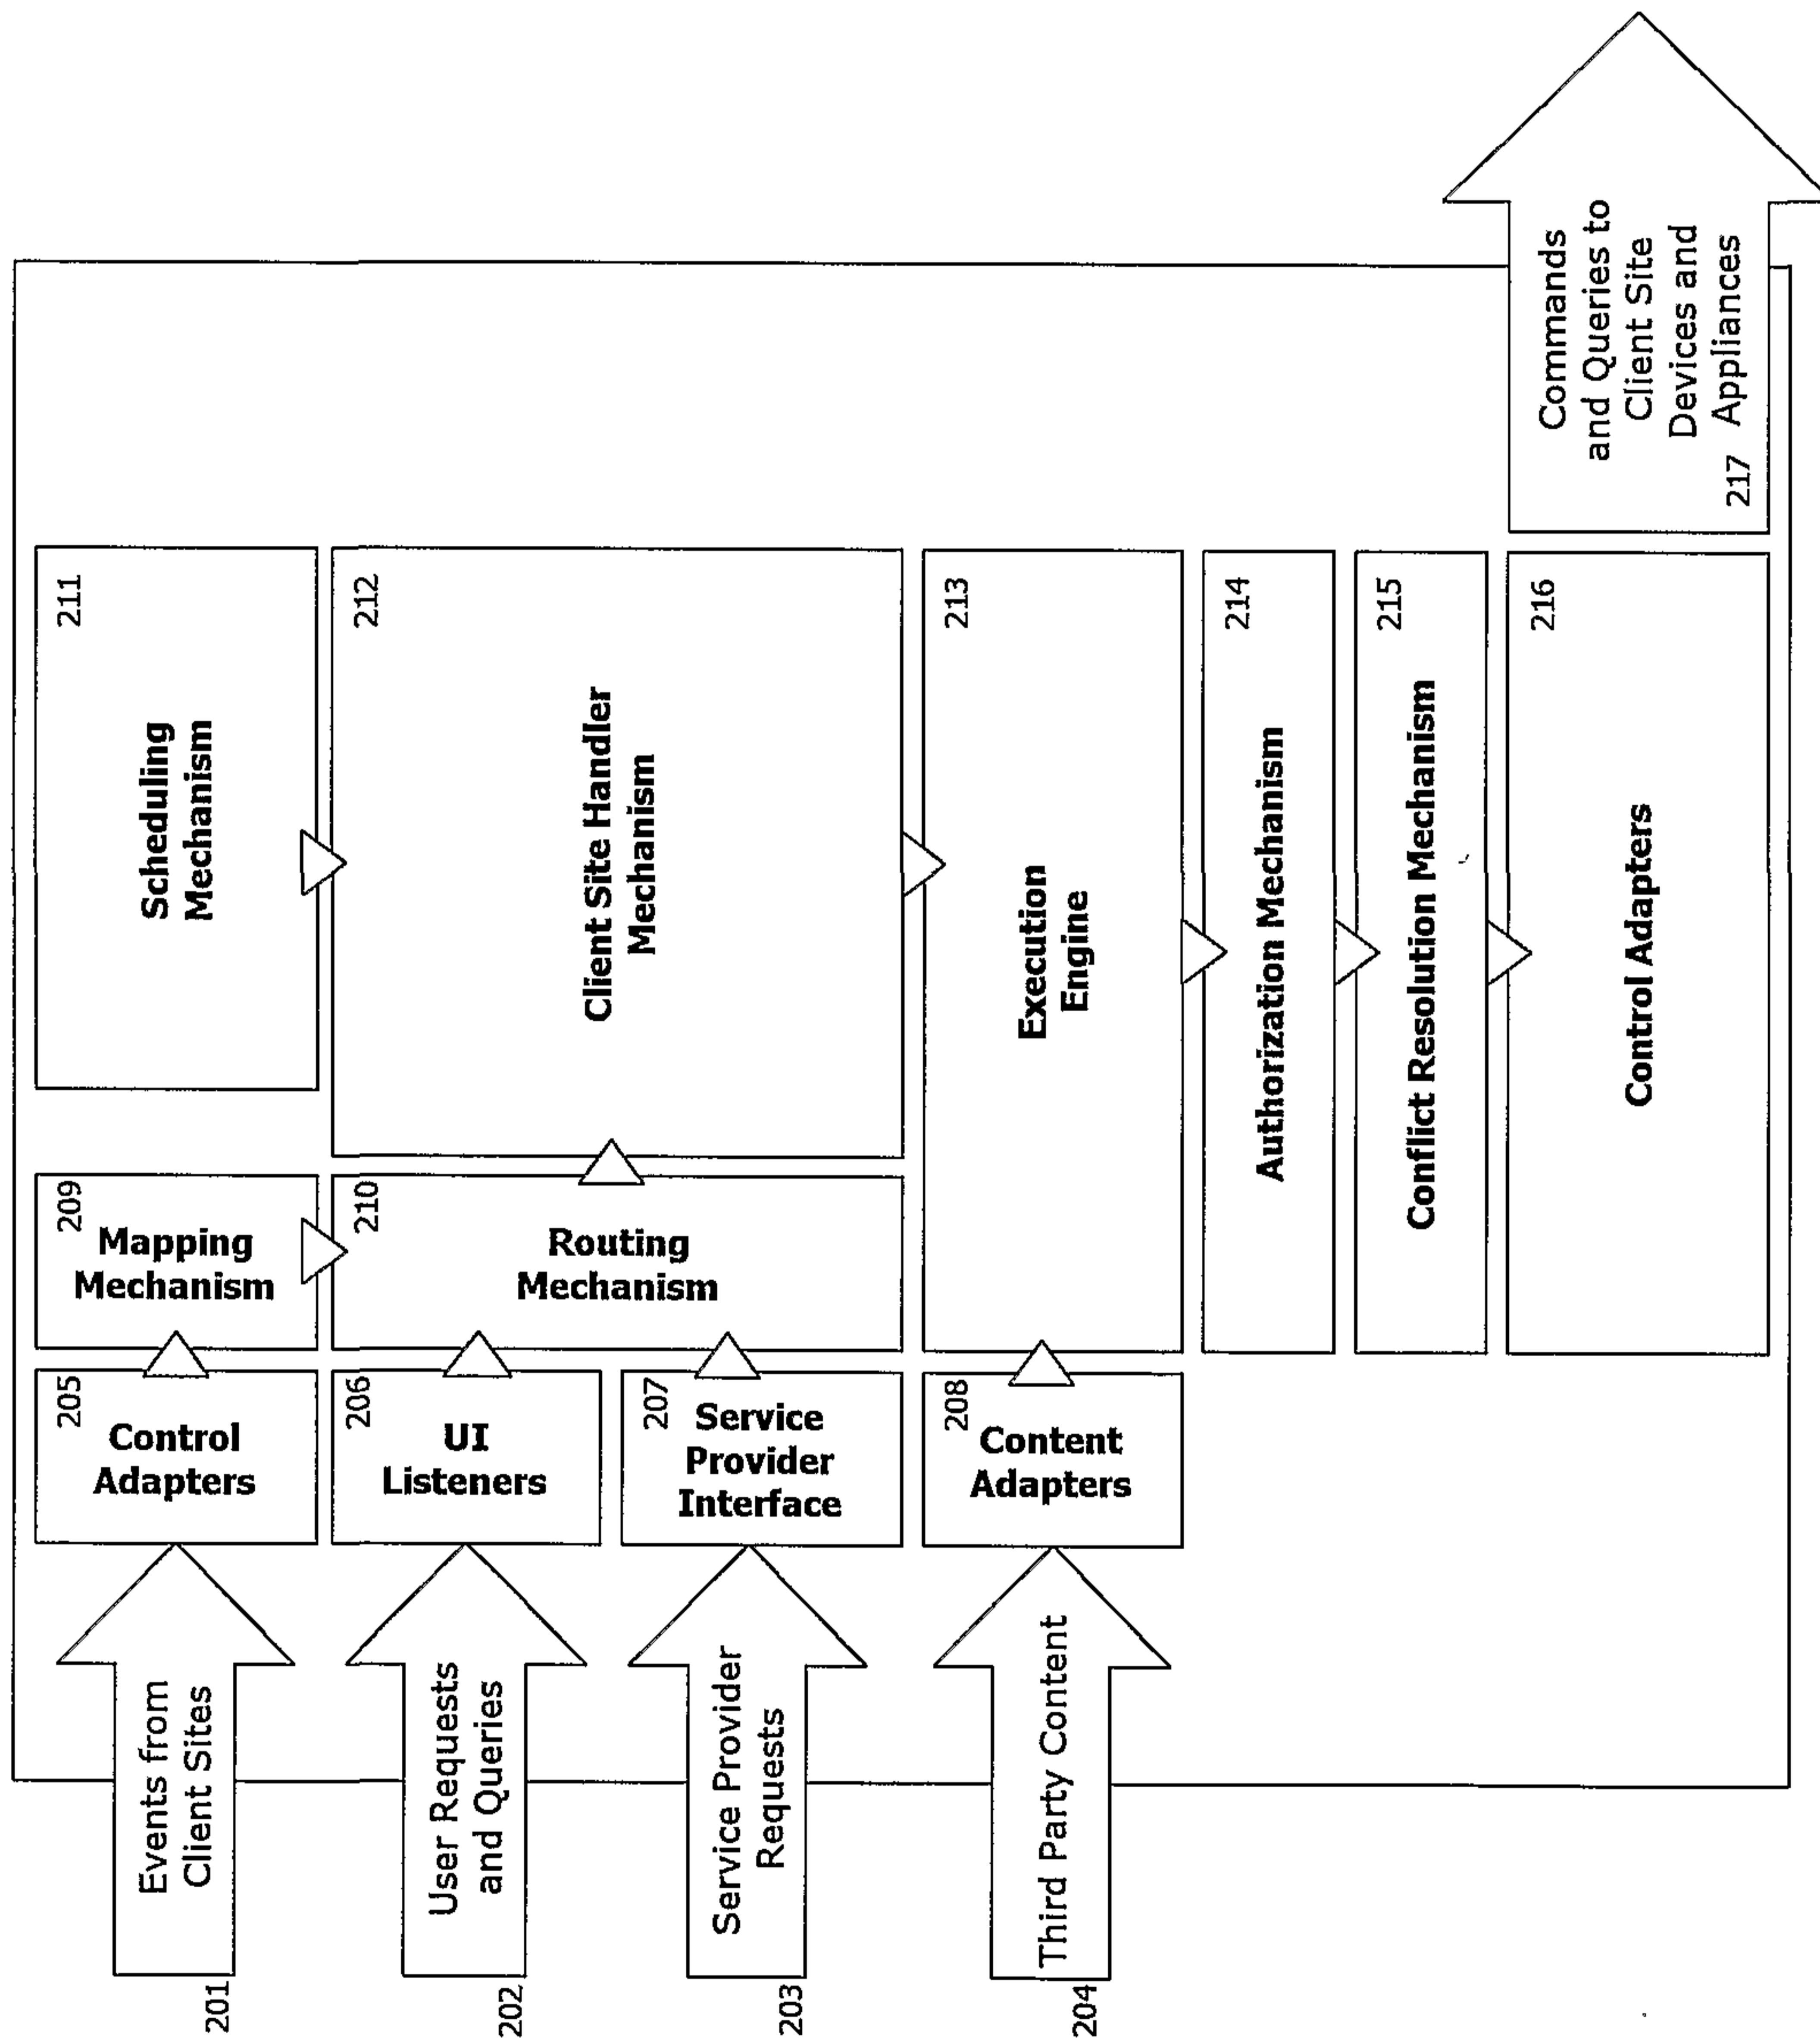 201
Events from
Client Sites
202
User Requests
and Queries
203
Service Provider
Requests
204
Third Party Content
205
Control
Adapters
206
UI
Listeners
207
Service
Provider
Interface
208
Content
Adapters
209
Mapping
Mechanism
210
Routing
Mechanism
211
Scheduling
Mechanism
212
Client Site Handler
Mechanism
213
Execution
Engine
214
Authorization Mechanism
215
Conflict Resolution Mechanism
216
Control Adapters
Commands
and Queries to
Client Site
Devices and
217 Appliances